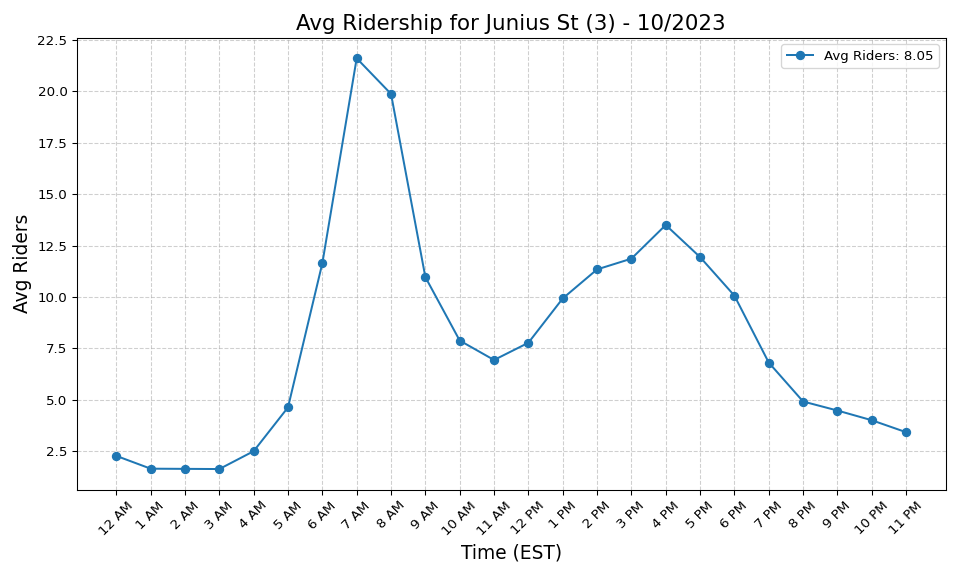 Avg Ridership for Junius St (3) - 10/2023
Avg Riders: 8.05
Avg Riders
22.5
20.0
17.5
15.0
12.5
10.0
7.5
5.0
2.5
12 AM
1 AM
2 AM
3 AM
4 AM
5 AM
6 AM
7 AM
8 AM
9 AM
10 AM
11 AM
12 PM
1 PM
2 PM
3 PM
4 PM
5 PM
6 PM
7 PM
8 PM
9 PM
10 PM
11 PM
Time (EST)